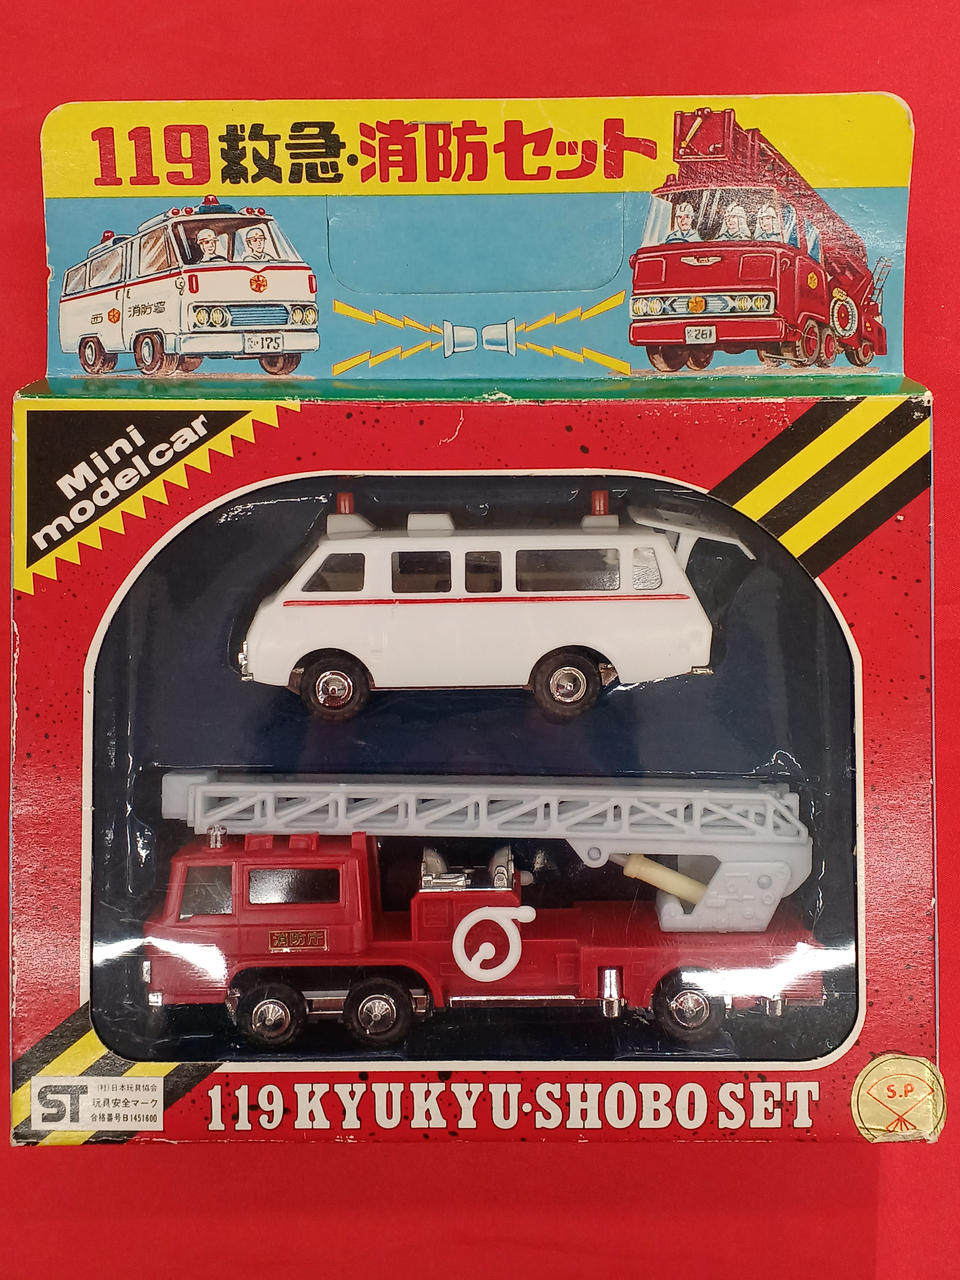 119救急・消防セット
消防署
175
261
Mini
model car
消防庁
ST
(社)日本玩具協会
玩具安全マーク
合格番号B1451600
119 KYUKYU・SHOBO SET
S.P